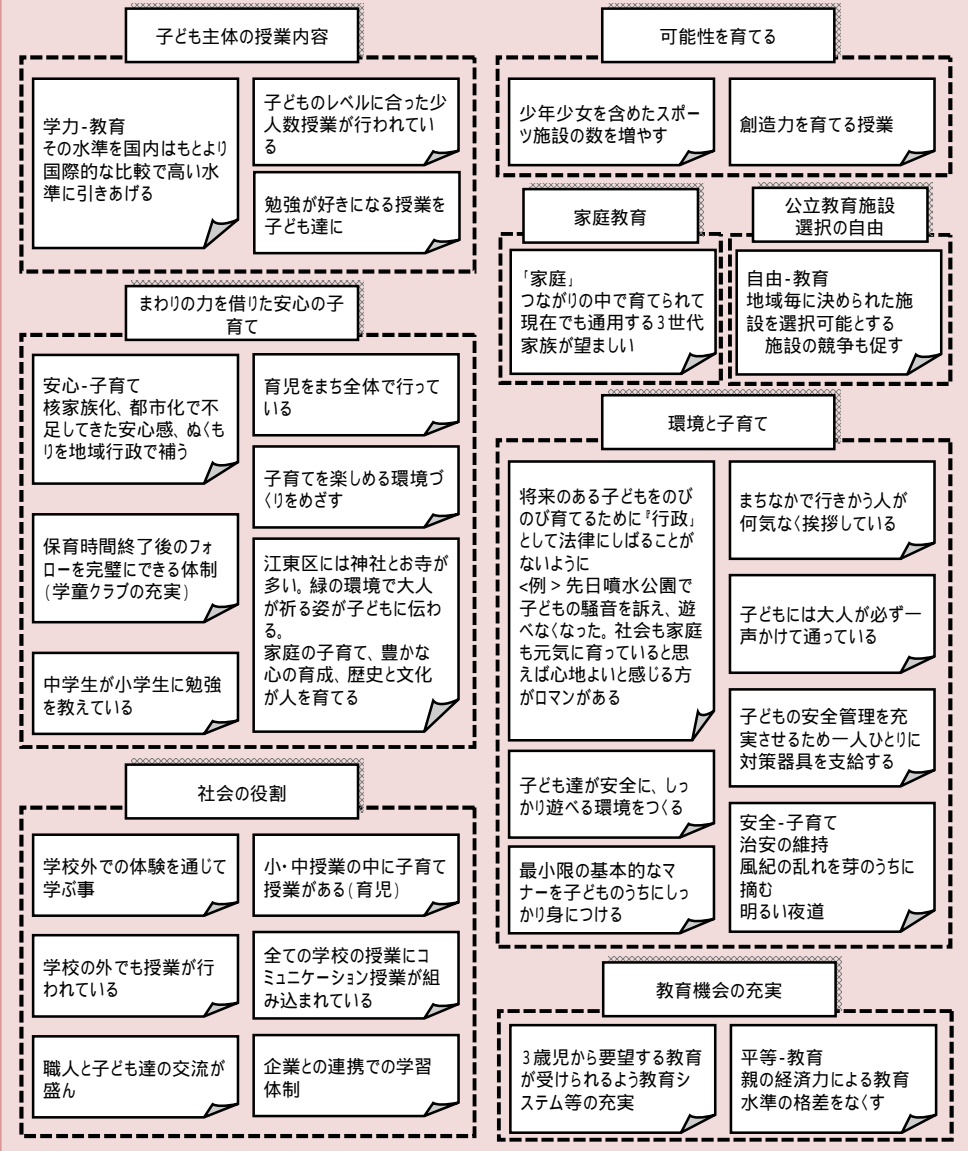 子ども主体の授業内容
学力-教育
その水準を国内はもとより
国際的な比較で高い水
準に引きあげる
子どものレベルに合った少
人数授業が行われてい
る
勉強が好きになる授業を
子ども達に
まわりの力を借りた安心の子
育て
安心-子育て
核家族化、都市化で不
足してきた安心感、ぬくも
りを地域行政で補う
育児をまち全体で行って
いる
子育てを楽しめる環境づ
くりをめざす
保育時間終了後のフォ
ローを完璧にできる体制
(学童クラブの充実)
江東区には神社とお寺が
多い。緑の環境で大人
が祈る姿が子どもに伝わ
る。
家庭の子育て、豊かな
心の育成、歴史と文化
が人を育てる
中学生が小学生に勉強
を教えている
社会の役割
学校外での体験を通じて
学ぶ事
小・中授業の中に子育て
授業がある(育児)
学校の外でも授業が行
われている
全ての学校の授業にコ
ミュニケーション授業が組
み込まれている
職人と子ども達の交流が
盛ん
企業との連携での学習
体制
可能性を育てる
少年少女を含めたスポー
ツ施設の数を増やす
創造力を育てる授業
家庭教育
「家庭」
つながりの中で育てられて
現在でも通用する3世代
家族が望ましい
公立教育施設
選択の自由
自由-教育
地域毎に決められた施
設を選択可能とする
施設の競争も促す
環境と子育て
将来のある子どもをのび
のび育てるために『行政」
として法律にしばることが
ないように
<例＞先日噴水公園で
子どもの騒音を訴え、遊
べなくなった。社会も家庭
も元気に育っていると思
えば心地よいと感じる方
がロマンがある
まちなかで行きかう人が
何気なく挨拶している
子どもには大人が必ず一
声かけて通っている
子どもの安全管理を充
実させるため一人ひとりに
対策器具を支給する
子ども達が安全に、しっ
かり遊べる環境をつくる
安全-子育て
治安の維持
風紀の乱れを芽のうちに
摘む
明るい夜道
最小限の基本的なマ
ナーを子どものうちにしっ
かり身につける
教育機会の充実
3歳児から要望する教育
が受けられるよう教育シ
ステム等の充実
平等-教育
親の経済力による教育
水準の格差をなくす